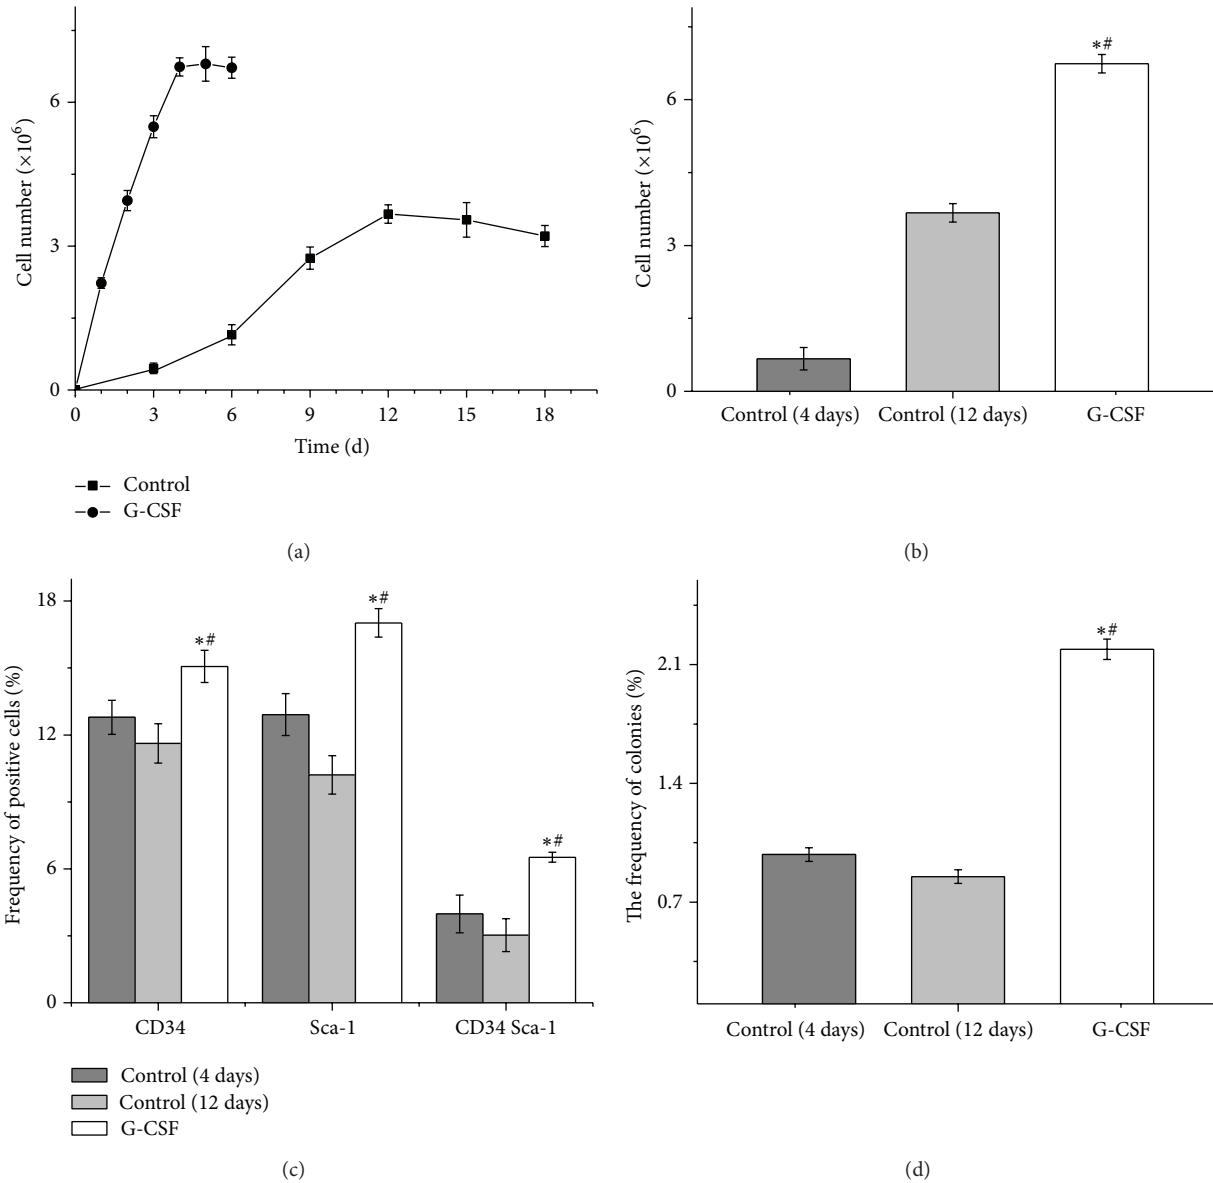 Cell number (×10⁶)
6
3
0
0 3 6 9 12 15 18
Time (d)
Control
G-CSF
(a)
Cell number (×10⁶)
6
3
0
*#
Control (4 days) Control (12 days) G-CSF
(b)
Frequency of positive cells (%)
18
12
6
0
*#
*#
*#
CD34 Sca-1 CD34 Sca-1
Control (4 days)
Control (12 days)
G-CSF
(c)
The frequency of colonies (%)
2.1
1.4
0.7
*#
Control (4 days) Control (12 days) G-CSF
(d)